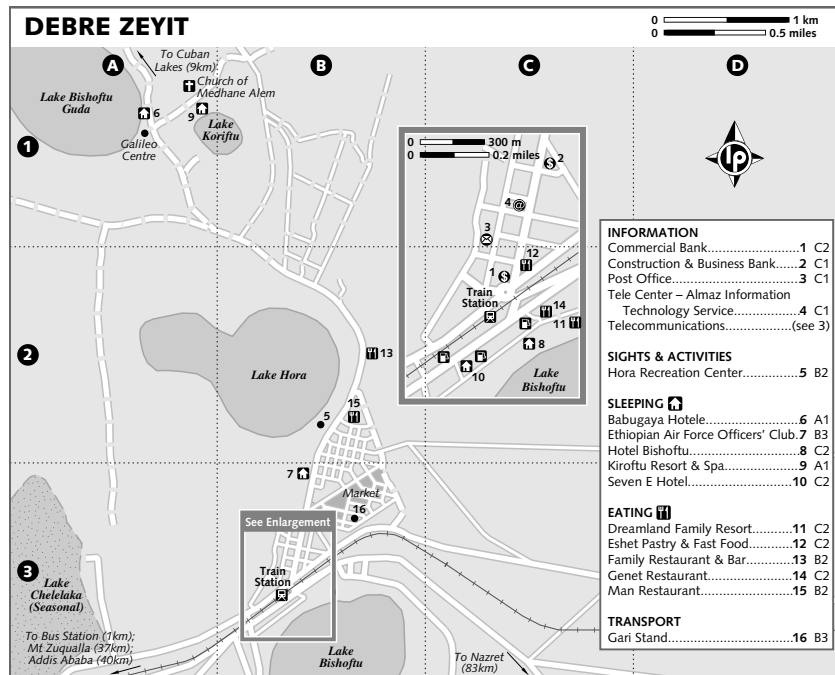 DEBRE ZEYIT
0 1 km
0 0.5 miles
A
B
C
D
To Cuban
Lakes (9km)
Church of
Medhane Alem
Lake Bishoftu
Guda
6
9
Lake
Koriftu
Galileo
Centre
1
0 300 m
0 0.2 miles
2
4 @
3
12
1 $
Train
Station
14
11
8
10
Lake
Bishoftu
lp
2
13
Lake Hora
15
5
7
Market
16
See Enlargement
3
Train
Station
Lake
Chelelaka
(Seasonal)
To Bus Station (1km);
Mt Zuqualla (37km);
Addis Ababa (40km)
Lake
Bishoftu
To Nazret
(83km)
INFORMATION
Commercial Bank.......................1 C2
Construction & Business Bank.....2 C1
Post Office.................................3 C1
Tele Center – Almaz Information
Technology Service................4 C1
Telecommunications................(see 3)
SIGHTS & ACTIVITIES
Hora Recreation Center..............5 B2
SLEEPING
Babugaya Hotele.......................6 A1
Ethiopian Air Force Officers' Club.7 B3
Hotel Bishoftu............................8 C2
Kiroftu Resort & Spa..................9 A1
Seven E Hotel..........................10 C2
EATING
Dreamland Family Resort..........11 C2
Eshet Pastry & Fast Food..........12 C2
Family Restaurant & Bar...........13 B2
Genet Restaurant.....................14 C2
Man Restaurant.......................15 B2
TRANSPORT
Gari Stand...............................16 B3